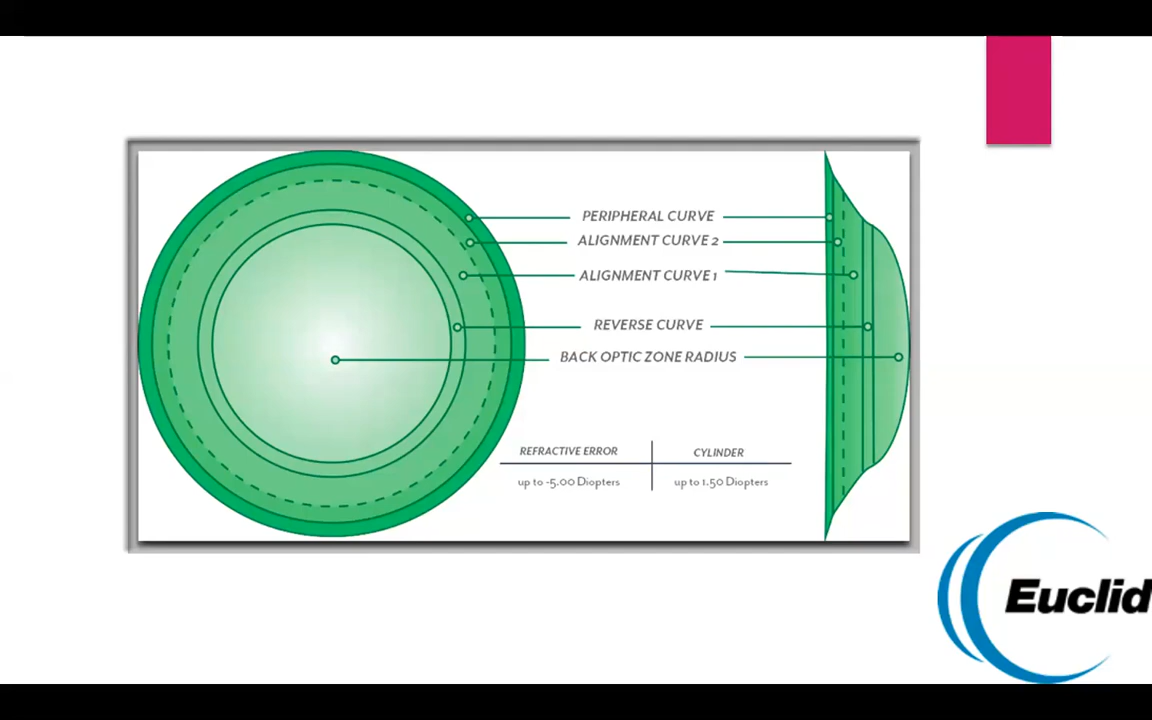 PERIPHERAL CURVE
ALIGNMENT CURVE 2
ALIGNMENT CURVE 1
REVERSE CURVE
BACK OPTIC ZONE RADIUS
REFRACTIVE ERROR CYLINDER
up to -5.00 Diopters up to 1.50 Diopters
Euclid